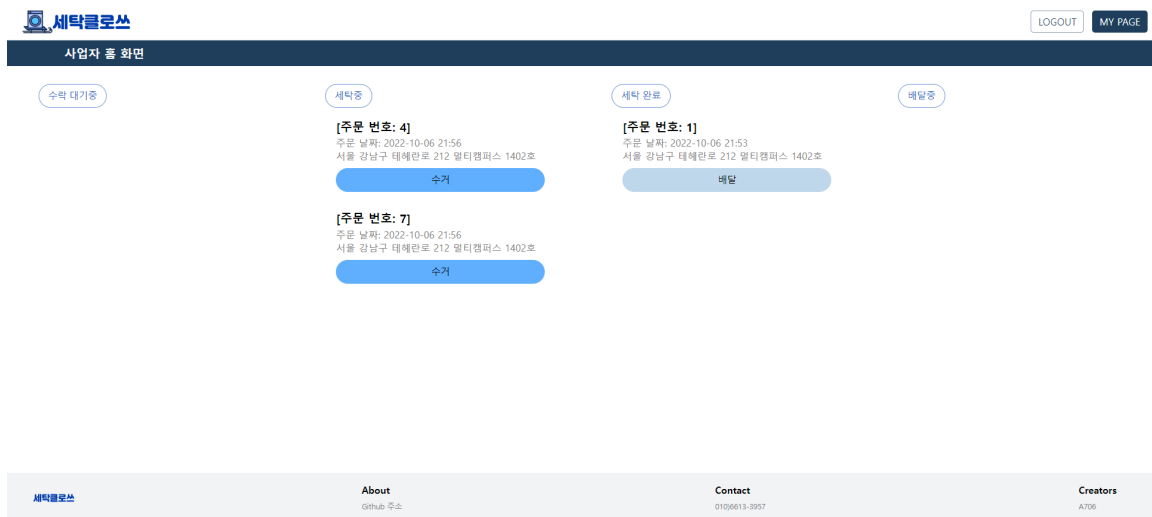 세탁클로쓰
LOGOUT
MY PAGE
사업자 홈 화면
수락 대기중
세탁중
세탁 완료
배달중
[주문 번호: 4]
주문 날짜: 2022-10-06 21:56
서울 강남구 테헤란로 212 멀티캠퍼스 1402호
수거
[주문 번호: 7]
주문 날짜: 2022-10-06 21:56
서울 강남구 테헤란로 212 멀티캠퍼스 1402호
수거
[주문 번호: 1]
주문 날짜: 2022-10-06 21:53
서울 강남구 테헤란로 212 멀티캠퍼스 1402호
배달
세탁클로쓰
About
Github 주소
Contact
010)6613-3957
Creators
A706